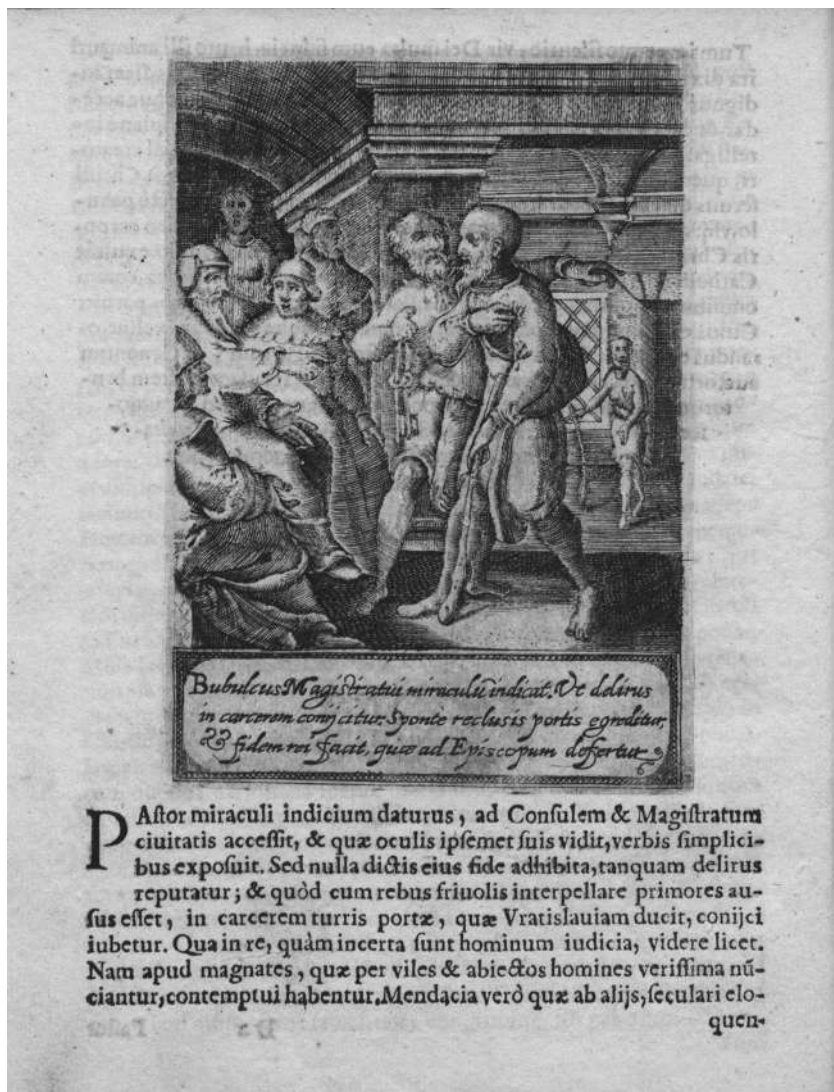 Bubulcus Magistratui miraculū indicat. Vt delirus
in carcerem conijcitur. Sponte reclusis portis egreditur,
& fidem rei facit, quæ ad Episcopum defertur
6
PAſtor miraculi indicium daturus, ad Conſulem & Magiſtratum
ciuitatis acceſſit, & quæ oculis ipſemet ſuis vidit, verbis ſimplici-
bus expoſuit. Sed nulla dictis eius fide adhibita, tanquam delirus
reputatur; & quòd cum rebus friuolis interpellare primores au-
ſus eſſet, in carcerem turris portæ, quæ Vratislauiam ducit, conijci
iubetur. Qua in re, quàm incerta ſunt hominum iudicia, videre licet.
Nam apud magnates, quæ per viles & abiectos homines veriſſima nū-
ciantur, contemptui habentur. Mendacia verò quæ ab alijs, ſeculari elo-
quen-